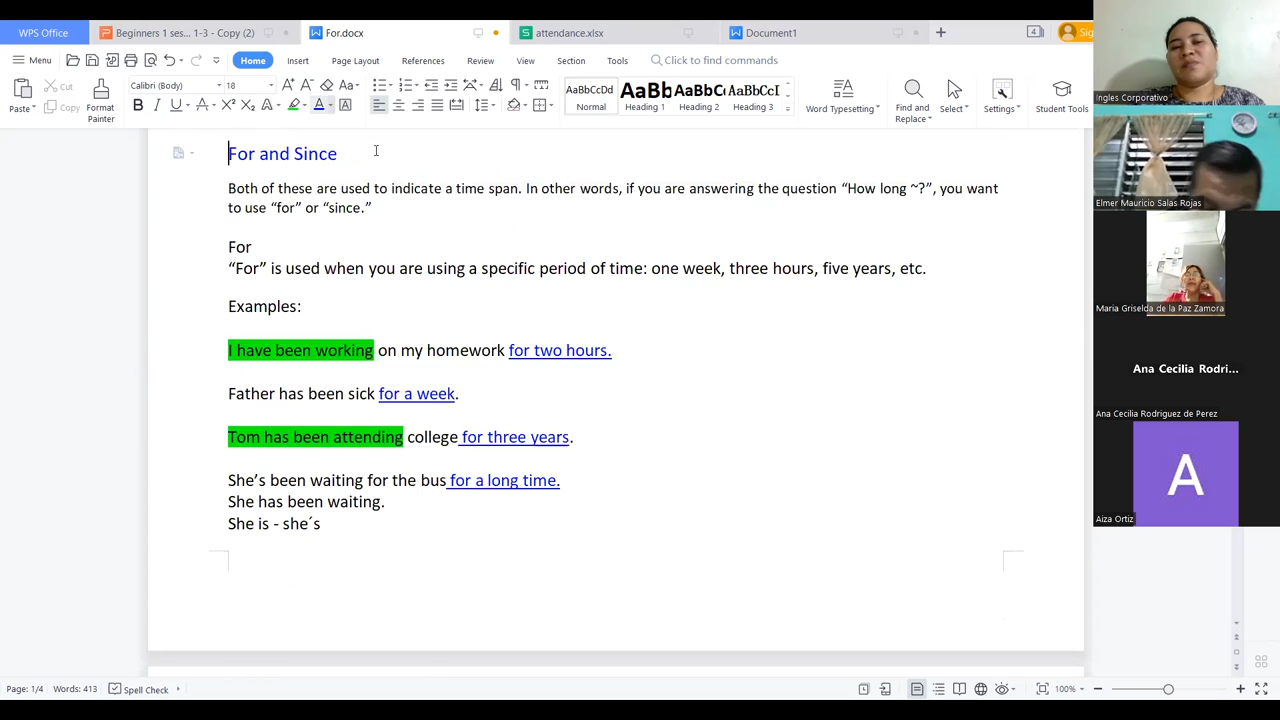 WPS Office
Beginners 1 ses... 1-3 - Copy (2)
For.docx
attendance.xlsx
Document1
4
Sig
Menu
Home
Insert
Page Layout
References
Review
View
Section
Tools
Click to find commands
Paste
Cut
Copy
Format
Painter
Calibri (Body)
18
AaBbCcDd
Normal
AaBb
Heading 1
AaBbC
Heading 2
AaBbCcI
Heading 3
Word Typesetting
Find and
Replace
Select
Settings
Student Tools
For and Since
Both of these are used to indicate a time span. In other words, if you are answering the question “How long ~?”, you want
to use “for” or “since.”
For
“For” is used when you are using a specific period of time: one week, three hours, five years, etc.
Examples:
I have been working on my homework for two hours.
Father has been sick for a week.
Tom has been attending college for three years.
She’s been waiting for the bus for a long time.
She has been waiting.
She is - she´s
Page: 1/4
Words: 413
Spell Check
100%
Ingles Corporativo
Elmer Mauricio Salas Rojas
Maria Griselda de la Paz Zamora
Ana Cecilia Rodri...
Ana Cecilia Rodriguez de Perez
A
Aiza Ortiz